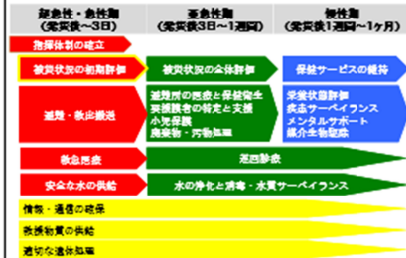 超急性・急性期
(発災後～3日)
亜急性期
(発災後3日～1週間)
慢性期
(発災後1週間～1ヶ月)
指揮体制の確立
被災状況の初期評価
被災状況の全体評価
保健サービスの維持
避難・救出搬送
避難所の医療と保健衛生
要援護者の特定と支援
小児保護
廃棄物・汚物処理
栄養状態評価
疾患サーベイランス
メンタルサポート
媒介生物駆除
救急医療
巡回診療
安全な水の供給
水の浄化と消毒・水質サーベイランス
情報・通信の確保
救援物資の供給
適切な遺体処理